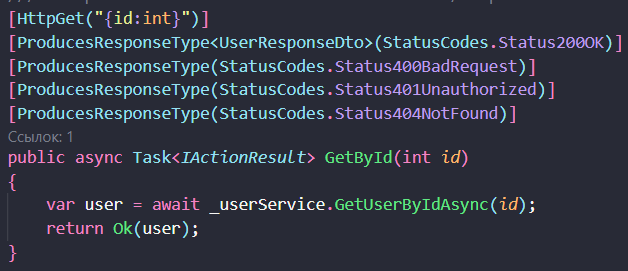 [HttpGet("{id:int}")]
[ProducesResponseType<UserResponseDto>(StatusCodes.Status200OK)]
[ProducesResponseType(StatusCodes.Status400BadRequest)]
[ProducesResponseType(StatusCodes.Status401Unauthorized)]
[ProducesResponseType(StatusCodes.Status404NotFound)]
Ссылок: 1
public async Task<IActionResult> GetById(int id)
{
    var user = await _userService.GetUserByIdAsync(id);
    return Ok(user);
}